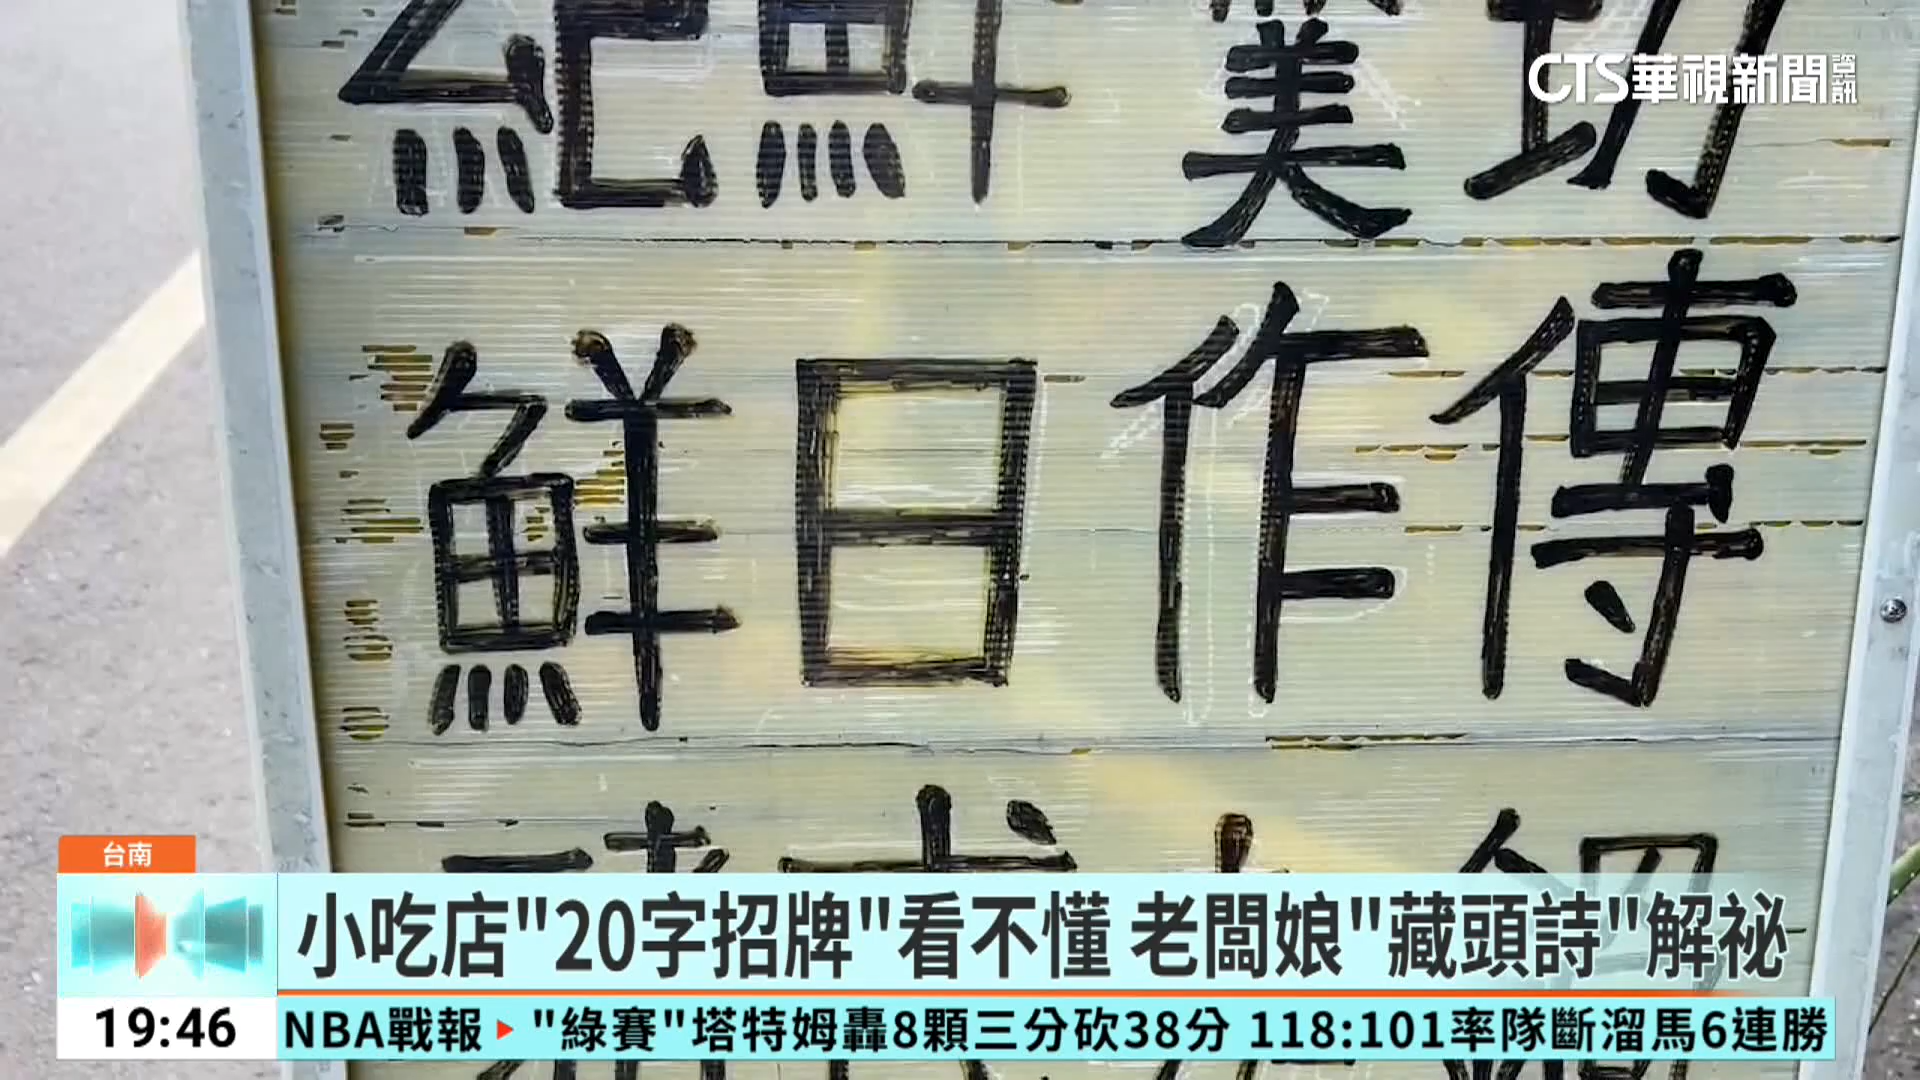 CTS華視新聞資訊
美
鮮日作傳
台南
小吃店"20字招牌"看不懂 老闆娘"藏頭詩"解祕
19:46
NBA戰報▶"綠賽"塔特姆轟8顆三分砍38分 118:101率隊斷溜馬6連勝